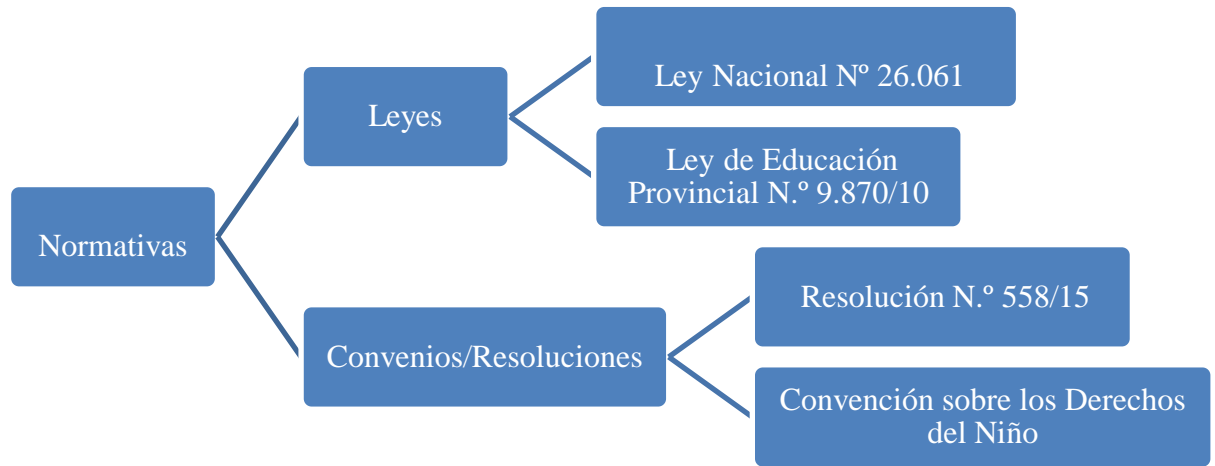 Normativas
Leyes
Ley Nacional Nº 26.061
Ley de Educación
Provincial N.º 9.870/10
Convenios/Resoluciones
Resolución N.º 558/15
Convención sobre los Derechos
del Niño